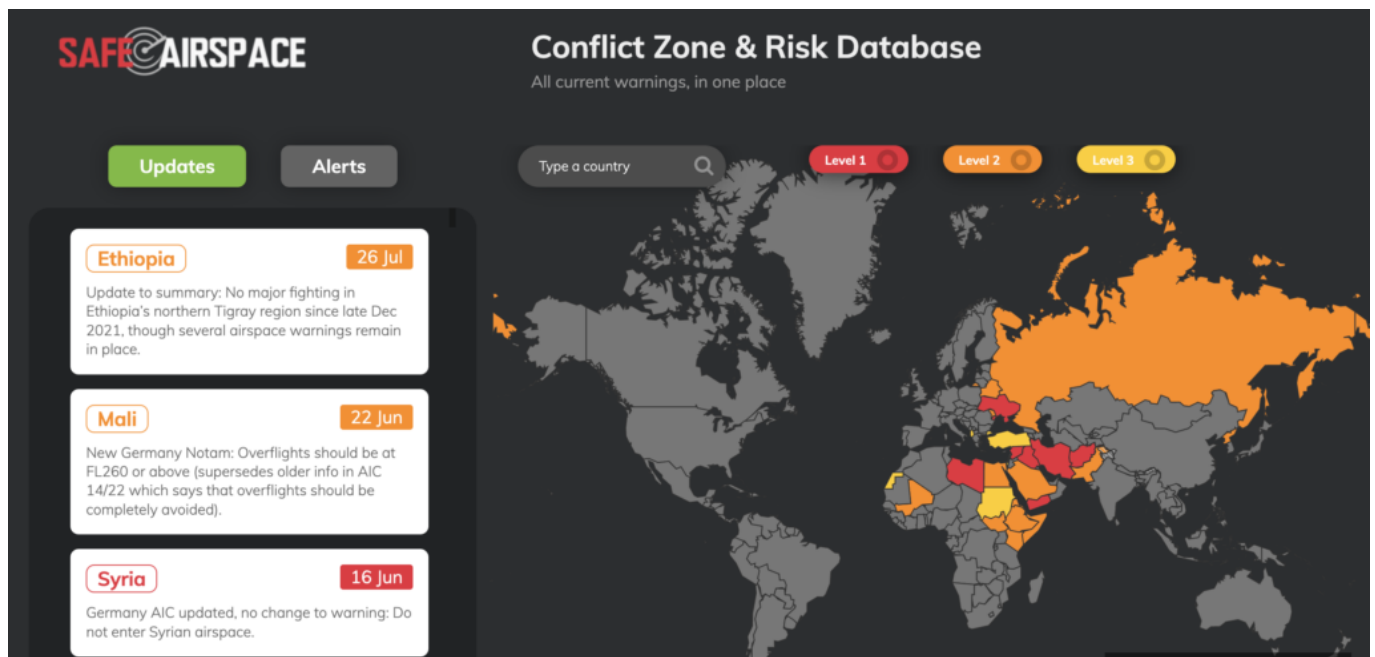 SAFE AIRSPACE
Conflict Zone & Risk Database
All current warnings, in one place
Updates
Alerts
Type a country
Level 1
Level 2
Level 3
Ethiopia
26 Jul
Update to summary: No major fighting in
Ethiopia's northern Tigray region since late Dec
2021, though several airspace warnings remain
in place.
Mali
22 Jun
New Germany Notam: Overflights should be at
FL260 or above (supersedes older info in AIC
14/22 which says that overflights should be
completely avoided).
Syria
16 Jun
Germany AIC updated, no change to warning: Do
not enter Syrian airspace.